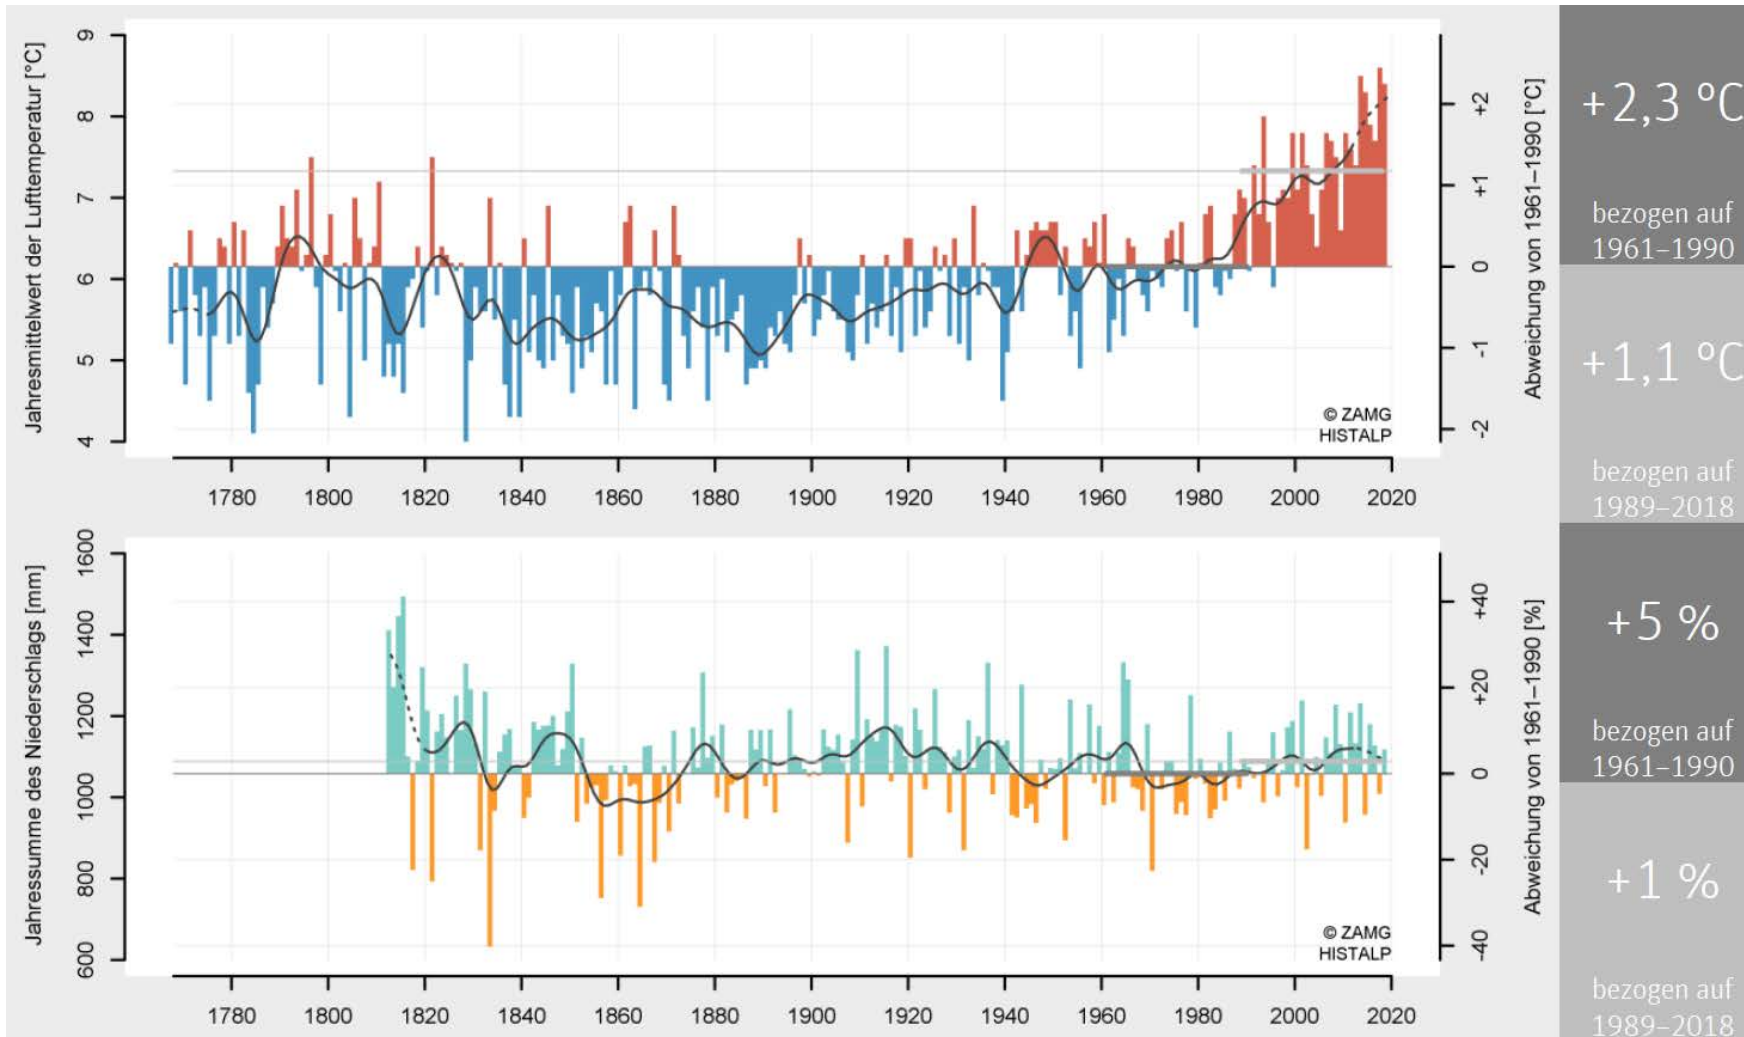 Jahresmittelwert der Lufttemperatur [°C]
9
8
7
6
5
4
+2
+1
0
-1
-2
Abweichung von 1961–1990 [°C]
© ZAMG
HISTALP
1780 1800 1820 1840 1860 1880 1900 1920 1940 1960 1980 2000 2020
+2,3 °C
bezogen auf
1961–1990
+1,1 °C
bezogen auf
1989–2018
Jahressumme des Niederschlags [mm]
1600
1400
1200
1000
800
600
+40
+20
0
-20
-40
Abweichung von 1961–1990 [%]
© ZAMG
HISTALP
1780 1800 1820 1840 1860 1880 1900 1920 1940 1960 1980 2000 2020
+5 %
bezogen auf
1961–1990
+1 %
bezogen auf
1989–2018